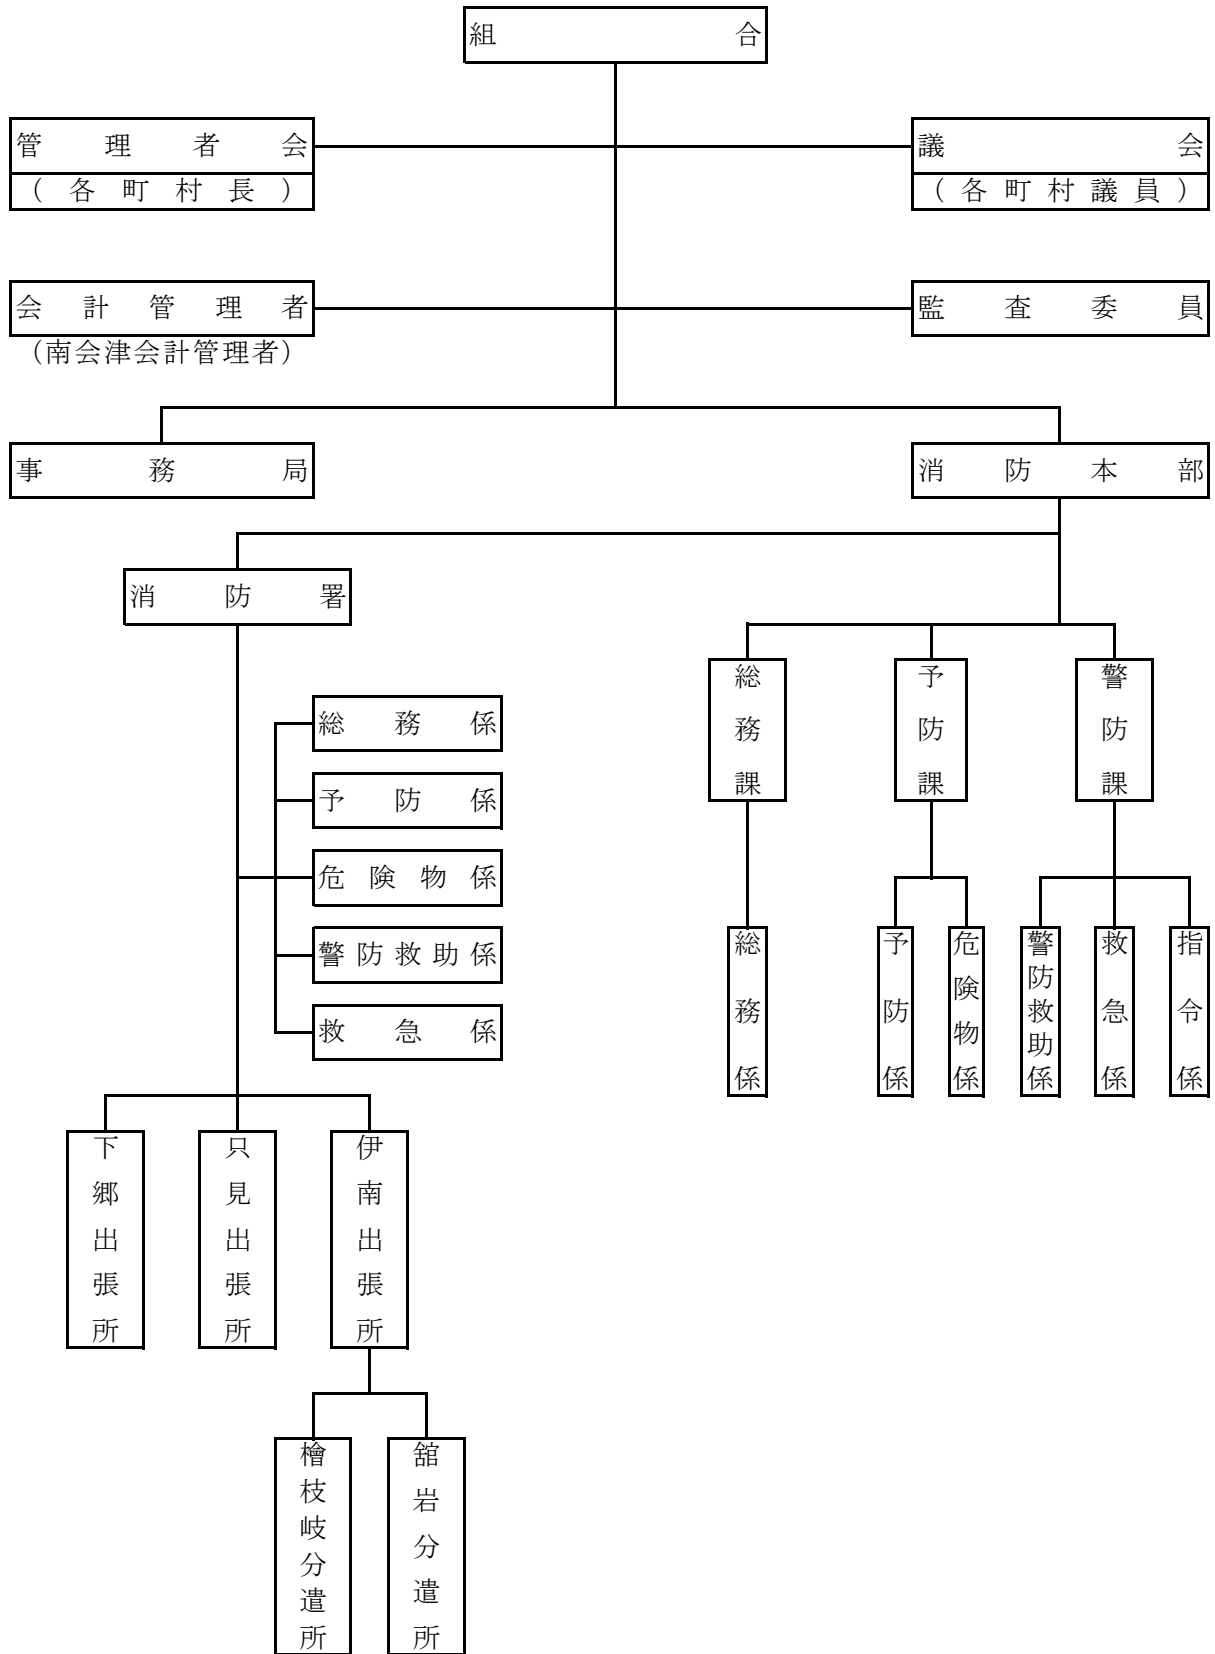 組合
管理者会
（各町村長）
議会
（各町村議員）
会計管理者
（南会津会計管理者）
監査委員
事務局
消防本部
消防署
総務課
予防課
警防課
総務係
予防係
危険物係
警防救助係
救急係
総務係
予防係
危険物係
警防救助係
救急係
指令係
下郷出張所
只見出張所
伊南出張所
檜枝岐分遣所
舘岩分遣所